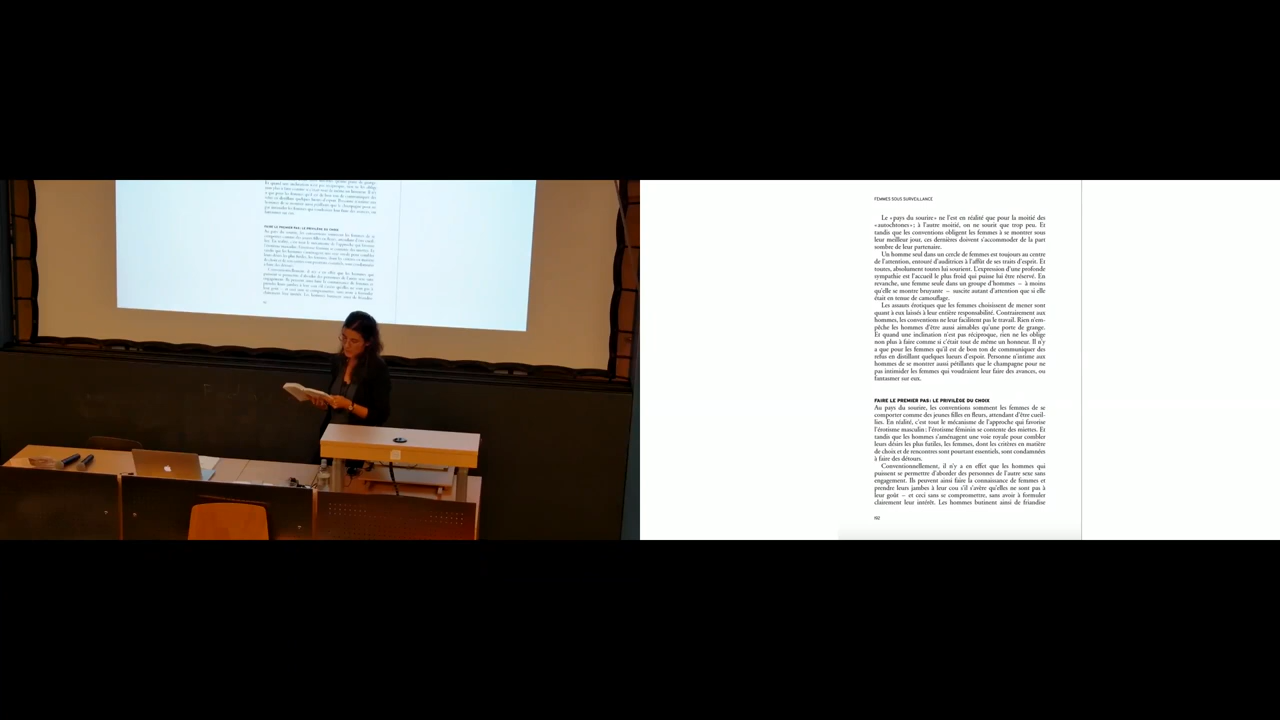 FEMMES SOUS SURVEILLANCE
Le «pays du sourire» ne l'est en réalité que pour la moitié des
«autochtones»; à l'autre moitié, on ne sourit que trop peu. Et
tandis que les conventions obligent les femmes à se montrer sous
leur meilleur jour, ces dernières doivent s'accommoder de la part
sombre de leur partenaire.
Un homme seul dans un cercle de femmes est toujours au centre
de l'attention, entouré d'auditrices à l'affût de ses traits d'esprit. Et
toutes, absolument toutes lui sourient. L'expression d'une profonde
sympathie est l'accueil le plus froid qui puisse lui être réservé. En
revanche, une femme seule dans un groupe d'hommes – à moins
qu'elle se montre bruyante – suscite autant d'attention que si elle
était en tenue de camouflage.
Les assauts érotiques que les femmes choisissent de mener sont
quant à eux laissés à leur entière responsabilité. Contrairement aux
hommes, les conventions ne leur facilitent pas le travail. Rien n'em-
pêche les hommes d'être aussi aimables qu'une porte de grange.
Et quand une inclination n'est pas réciproque, rien ne les oblige
non plus à faire comme si c'était tout de même un honneur. Il n'y
a que pour les femmes qu'il est de bon ton de communiquer des
refus en distillant quelques lueurs d'espoir. Personne n'intime aux
hommes de se montrer aussi pétillants que le champagne pour ne
pas intimider les femmes qui voudraient leur faire des avances, ou
fantasmer sur eux.
FAIRE LE PREMIER PAS: LE PRIVILÈGE DU CHOIX
Au pays du sourire, les conventions somment les femmes de se
comporter comme des jeunes filles en fleurs, attendant d'être cueil-
lies. En réalité, c'est tout le mécanisme de l'approche qui favorise
l'érotisme masculin: l'érotisme féminin se contente des miettes. Et
tandis que les hommes s'aménagent une voie royale pour combler
leurs désirs les plus futiles, les femmes, dont les critères en matière
de choix et de rencontres sont pourtant essentiels, sont condamnées
à faire des détours.
Conventionnellement, il n'y a en effet que les hommes qui
puissent se permettre d'aborder des personnes de l'autre sexe sans
engagement. Ils peuvent ainsi faire la connaissance de femmes et
prendre leurs jambes à leur cou s'il s'avère qu'elles ne sont pas à
leur goût – et ceci sans se compromettre, sans avoir à formuler
clairement leur intérêt. Les hommes butinent ainsi de friandise
192